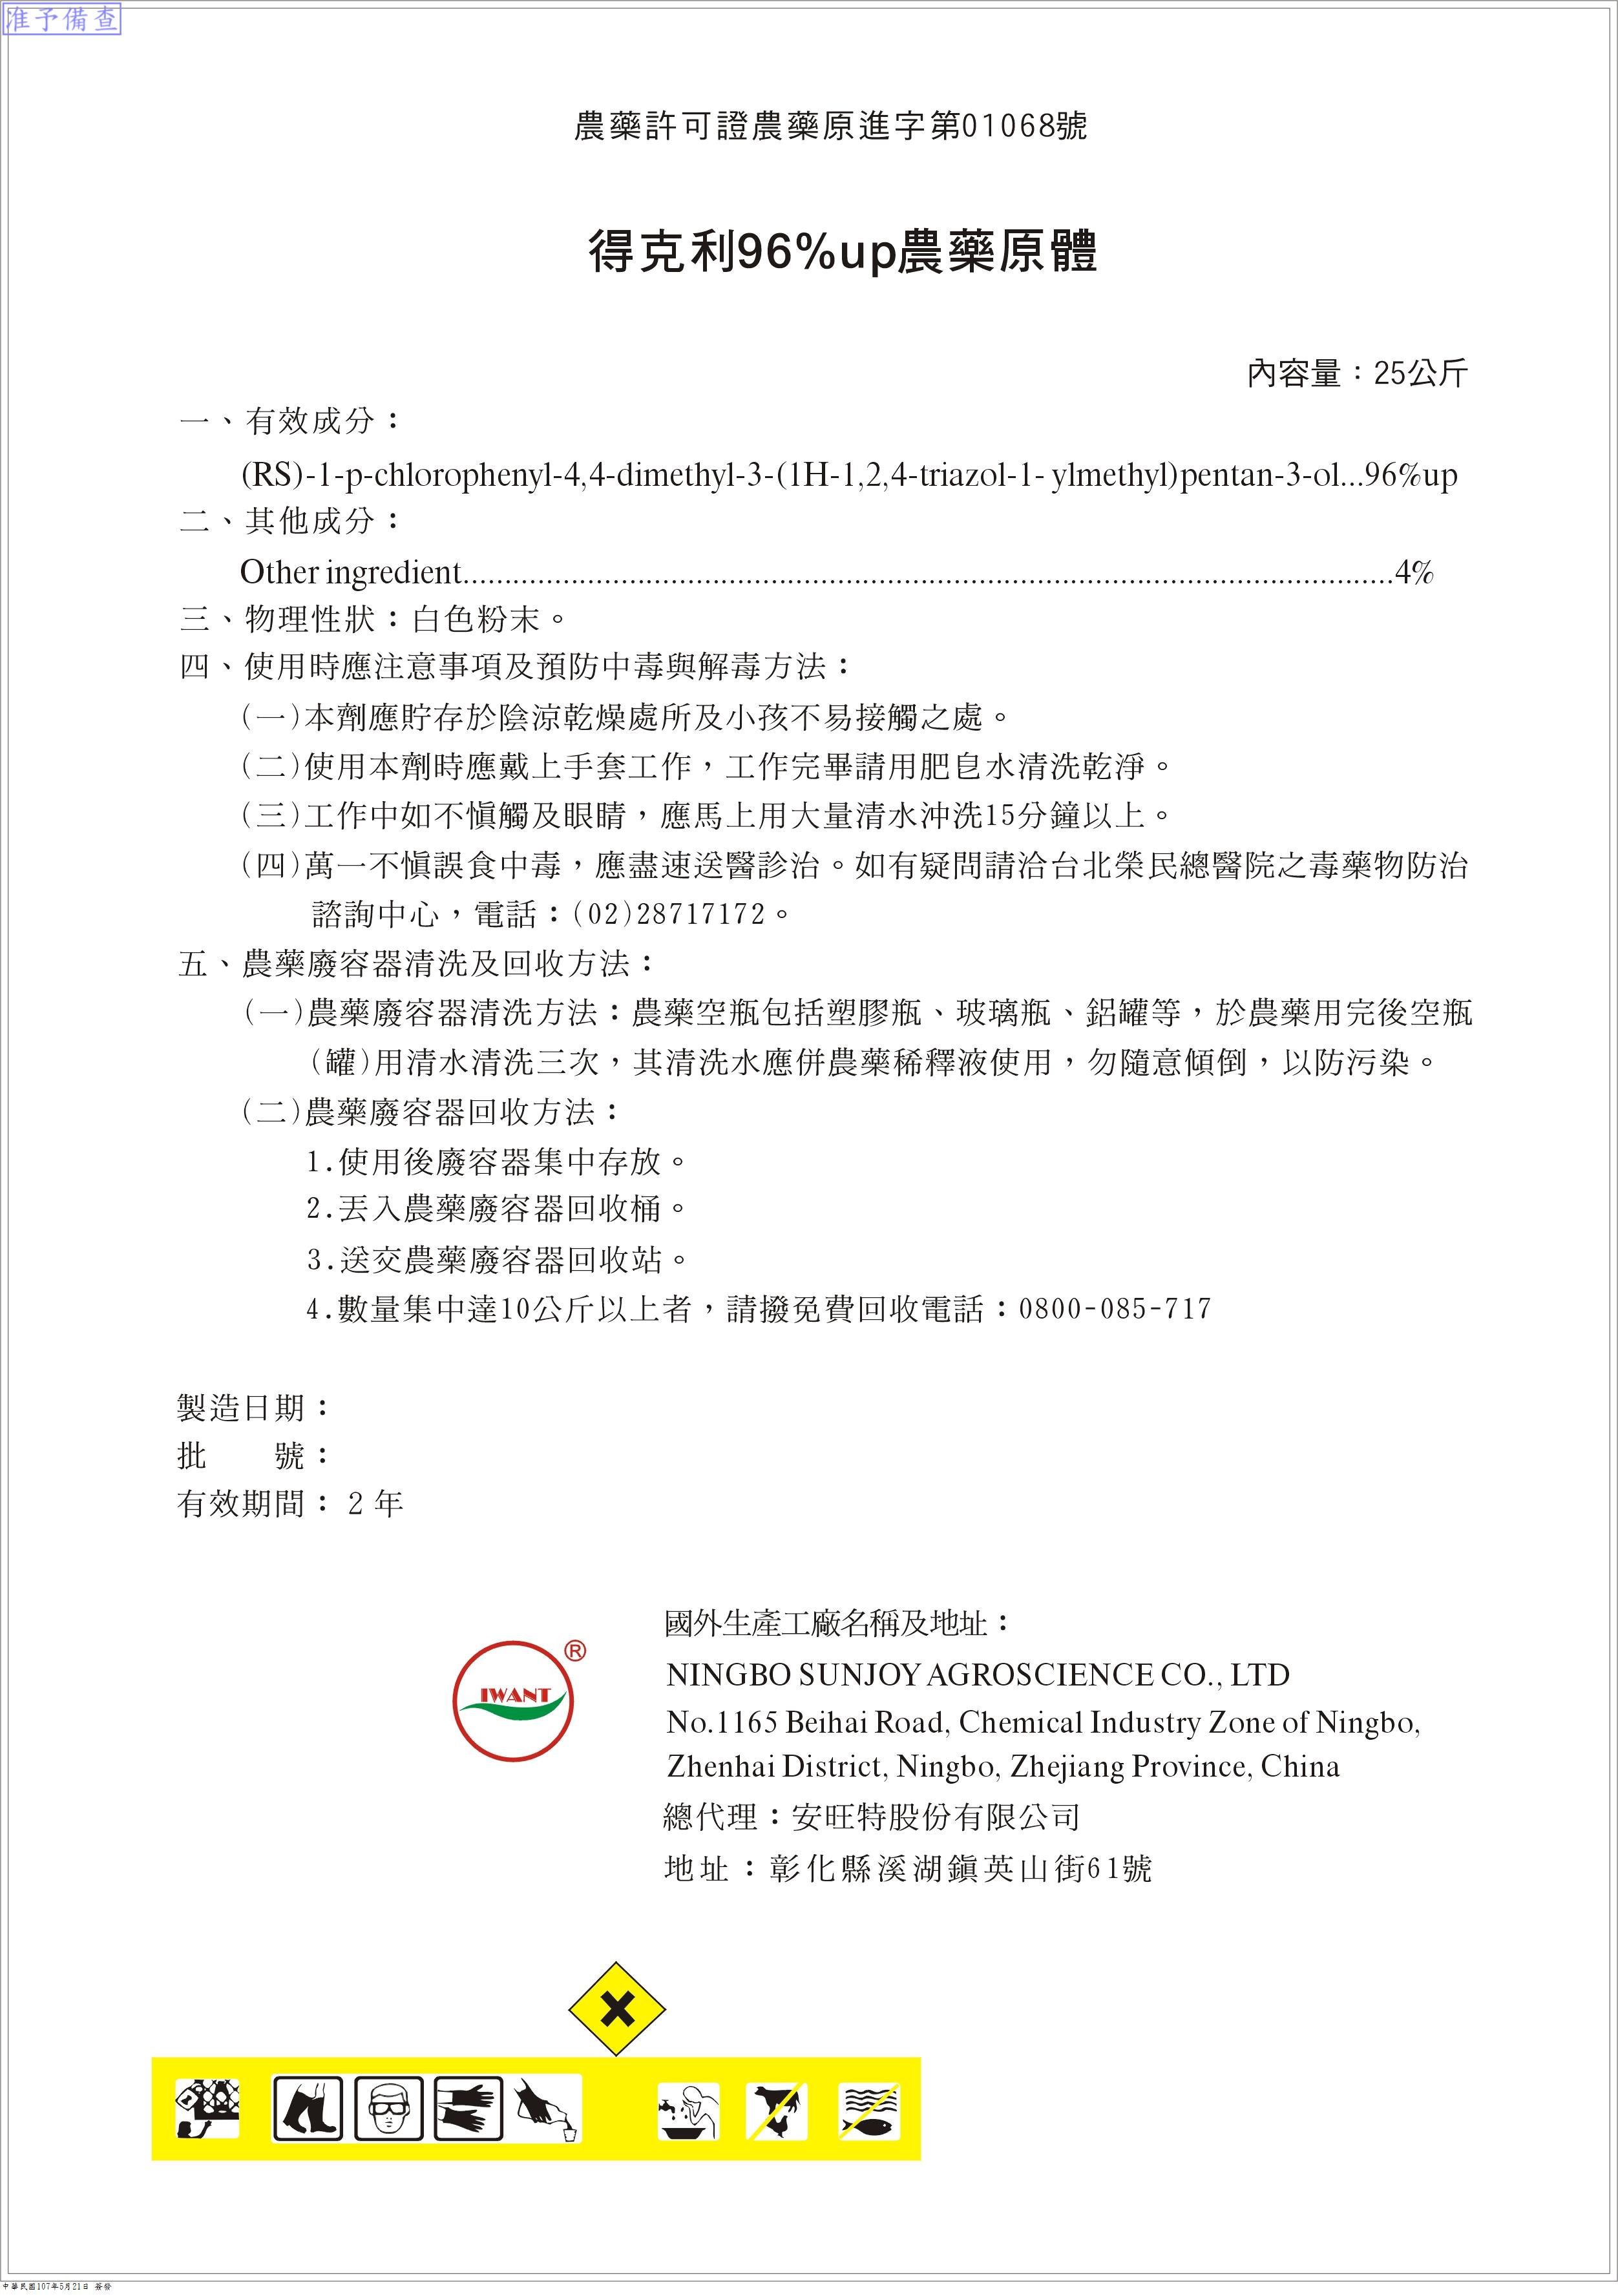 准予備查
農藥許可證農藥原進字第01068號
得克利96%up農藥原體
內容量：25公斤
一、有效成分：
(RS)-1-p-chlorophenyl-4,4-dimethyl-3-(1H-1,2,4-triazol-1- ylmethyl)pentan-3-ol...96%up
二、其他成分：
Other ingredient....................................................................................................................4%
三、物理性狀：白色粉末。
四、使用時應注意事項及預防中毒與解毒方法：
(一)本劑應貯存於陰涼乾燥處所及小孩不易接觸之處。
(二)使用本劑時應戴上手套工作，工作完畢請用肥皂水清洗乾淨。
(三)工作中如不慎觸及眼睛，應馬上用大量清水沖洗15分鐘以上。
(四)萬一不慎誤食中毒，應盡速送醫診治。如有疑問請洽台北榮民總醫院之毒藥物防治
諮詢中心，電話：(02)28717172。
五、農藥廢容器清洗及回收方法：
(一)農藥廢容器清洗方法：農藥空瓶包括塑膠瓶、玻璃瓶、鋁罐等，於農藥用完後空瓶
(罐)用清水清洗三次，其清洗水應併農藥稀釋液使用，勿隨意傾倒，以防污染。
(二)農藥廢容器回收方法：
1.使用後廢容器集中存放。
2.丟入農藥廢容器回收桶。
3.送交農藥廢容器回收站。
4.數量集中達10公斤以上者，請撥免費回收電話：0800-085-717
製造日期：
批　　號：
有效期間： 2 年
國外生產工廠名稱及地址：
NINGBO SUNJOY AGROSCIENCE CO., LTD
No.1165 Beihai Road, Chemical Industry Zone of Ningbo,
Zhenhai District, Ningbo, Zhejiang Province, China
總代理：安旺特股份有限公司
地址：彰化縣溪湖鎮英山街61號
IWANT ®
中華民國107年5月21日 簽發